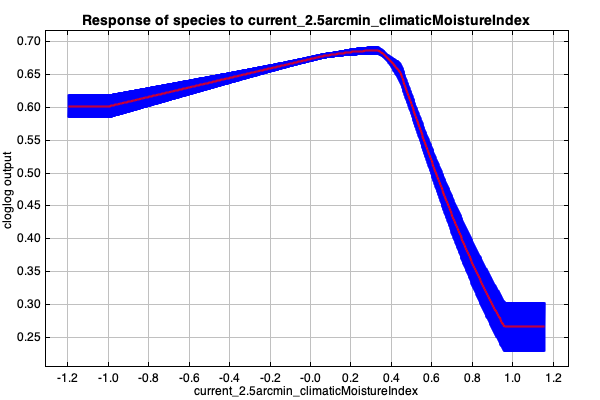 Response of species to current_2.5arcmin_climaticMoistureIndex
cloglog output
0.70
0.65
0.60
0.55
0.50
0.45
0.40
0.35
0.30
0.25
-1.2 -1.0 -0.8 -0.6 -0.4 -0.2 -0.0 0.2 0.4 0.6 0.8 1.0 1.2
current_2.5arcmin_climaticMoistureIndex